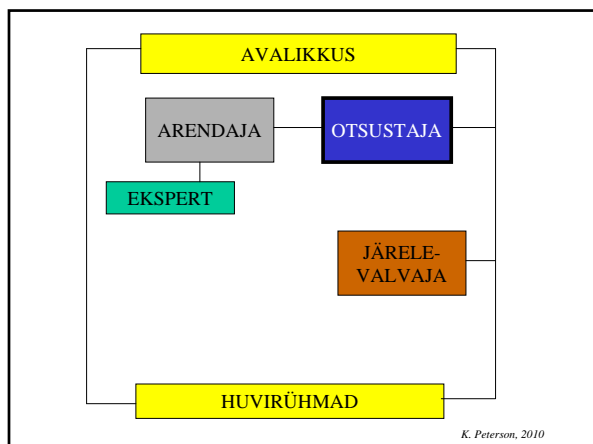 AVALIKKUS
ARENDAJA
OTSUSTAJA
EKSPERT
JÄRELE-
VALVAJA
HUVIRÜHMAD
K. Peterson, 2010